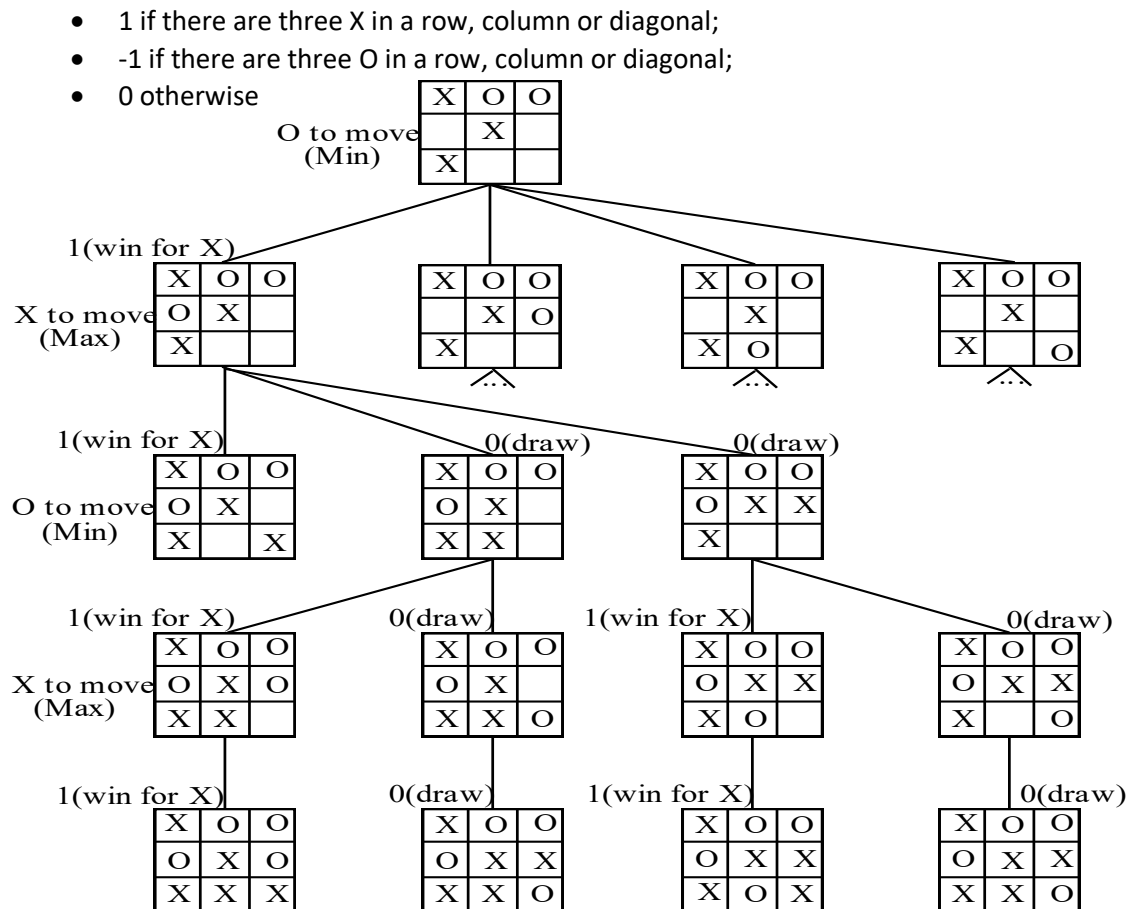 • 1 if there are three X in a row, column or diagonal;
• -1 if there are three O in a row, column or diagonal;
• 0 otherwise
X O O
O to move X
(Min) X
1(win for X)
X O O X O O X O O X O O
X to move O X X O X X
(Max) X X X O X O
... ... ...
1(win for X) 0(draw) 0(draw)
X O O X O O X O O
O to move O X O X O X X
(Min) X X X X X
1(win for X) 0(draw) 1(win for X) 0(draw)
X O O X O O X O O X O O
X to move O X O O X O X X O X X
(Max) X X X X O X O X O
1(win for X) 0(draw) 1(win for X) 0(draw)
X O O X O O X O O X O O
O X O O X X O X X O X X
X X X X X O X O X X X O